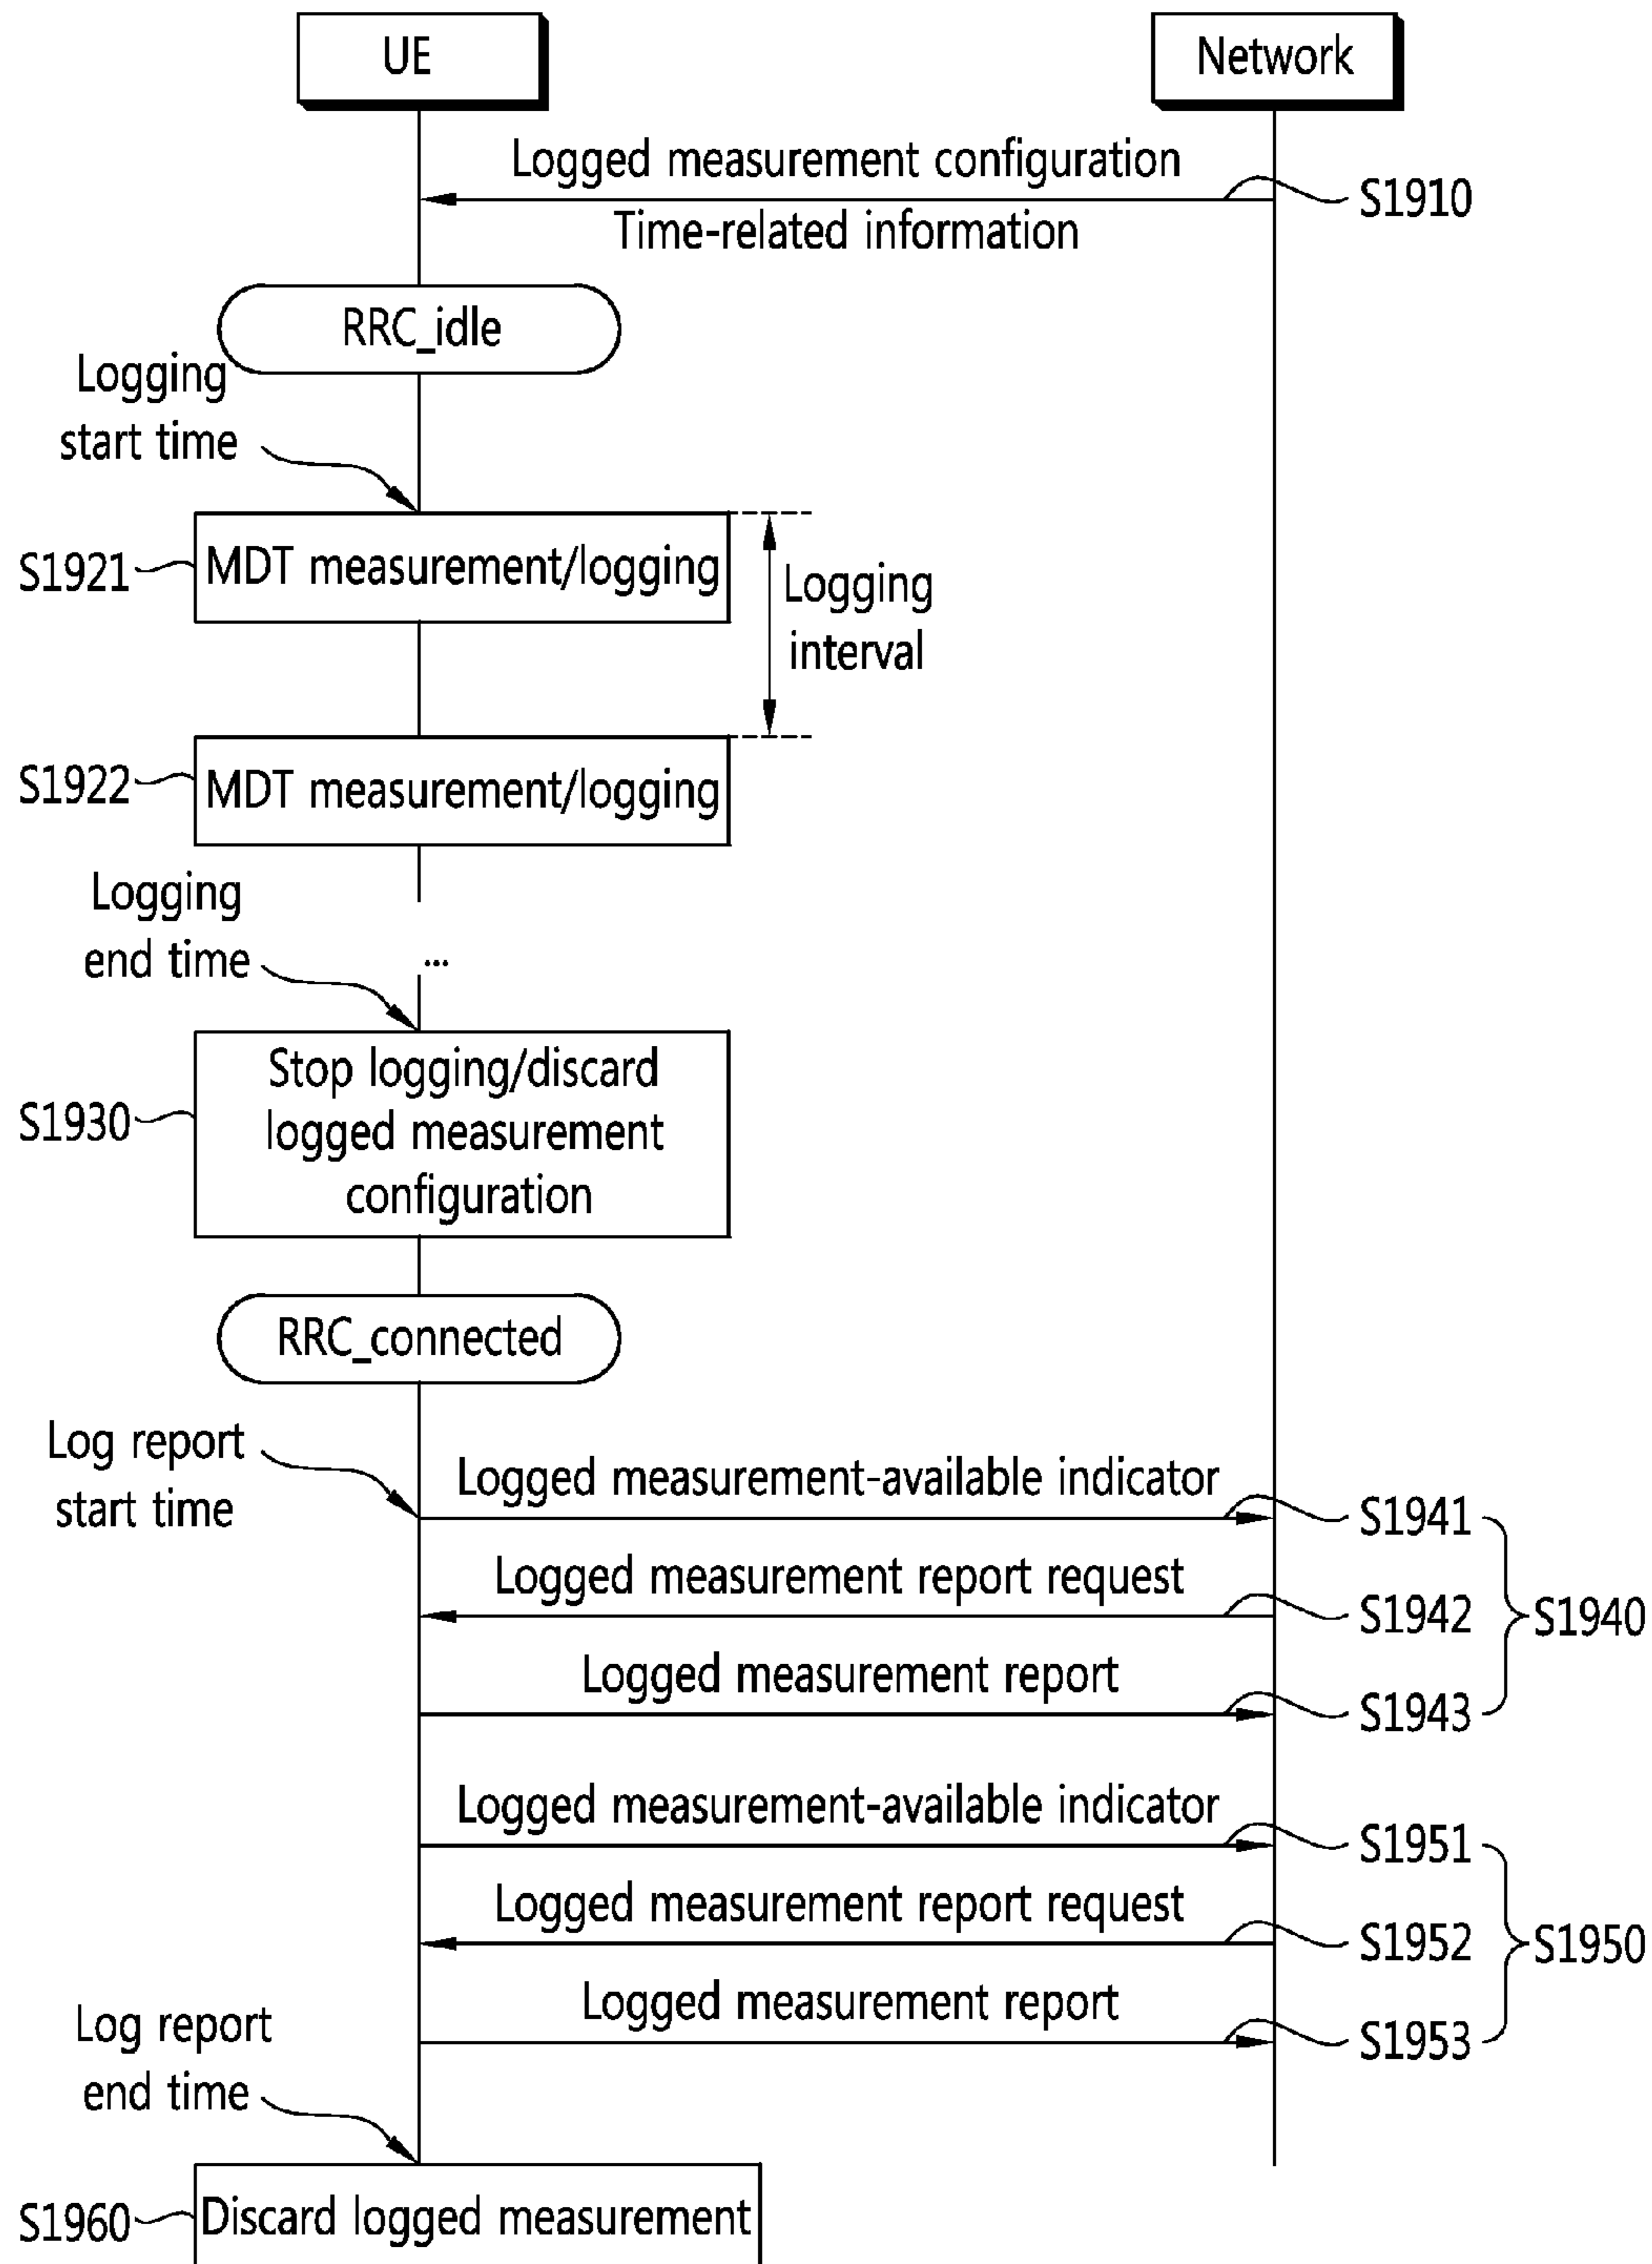 UE
Network
Logged measurement configuration
S1910
Time-related information
RRC_idle
Logging
start time
S1921
MDT measurement/logging
Logging
interval
S1922
MDT measurement/logging
Logging
end time
...
S1930
Stop logging/discard
logged measurement
configuration
RRC_connected
Log report
start time
Logged measurement-available indicator
S1941
Logged measurement report request
S1942
S1940
Logged measurement report
S1943
Logged measurement-available indicator
S1951
Logged measurement report request
S1952
S1950
Logged measurement report
S1953
Log report
end time
S1960
Discard logged measurement